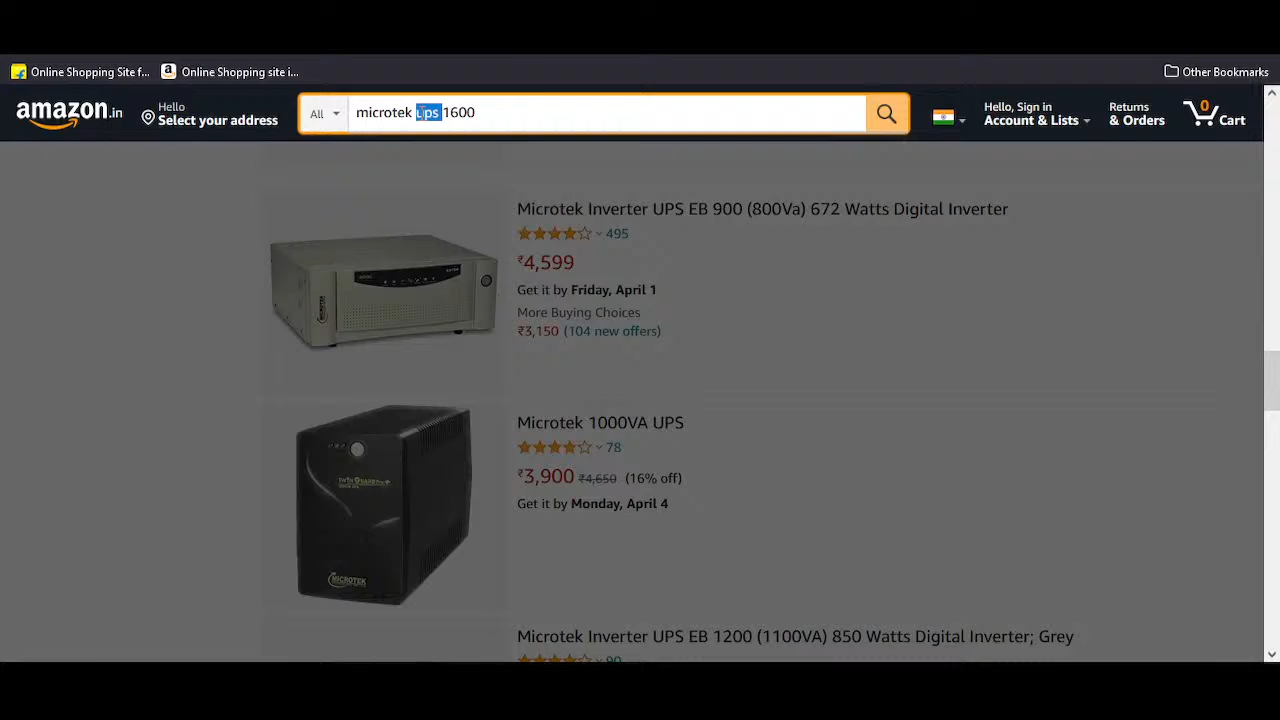 Online Shopping Site f...
Online Shopping site i...
Other Bookmarks
amazon.in
Hello
Select your address
All
microtek ups 1600
Hello, Sign in
Account & Lists
Returns
& Orders
0
Cart
Microtek Inverter UPS EB 900 (800Va) 672 Watts Digital Inverter
495
₹4,599
Get it by Friday, April 1
More Buying Choices
₹3,150 (104 new offers)
MICROTEK
Microtek 1000VA UPS
78
₹3,900 ₹4,650 (16% off)
Get it by Monday, April 4
MICROTEK
Microtek Inverter UPS EB 1200 (1100VA) 850 Watts Digital Inverter; Grey
90